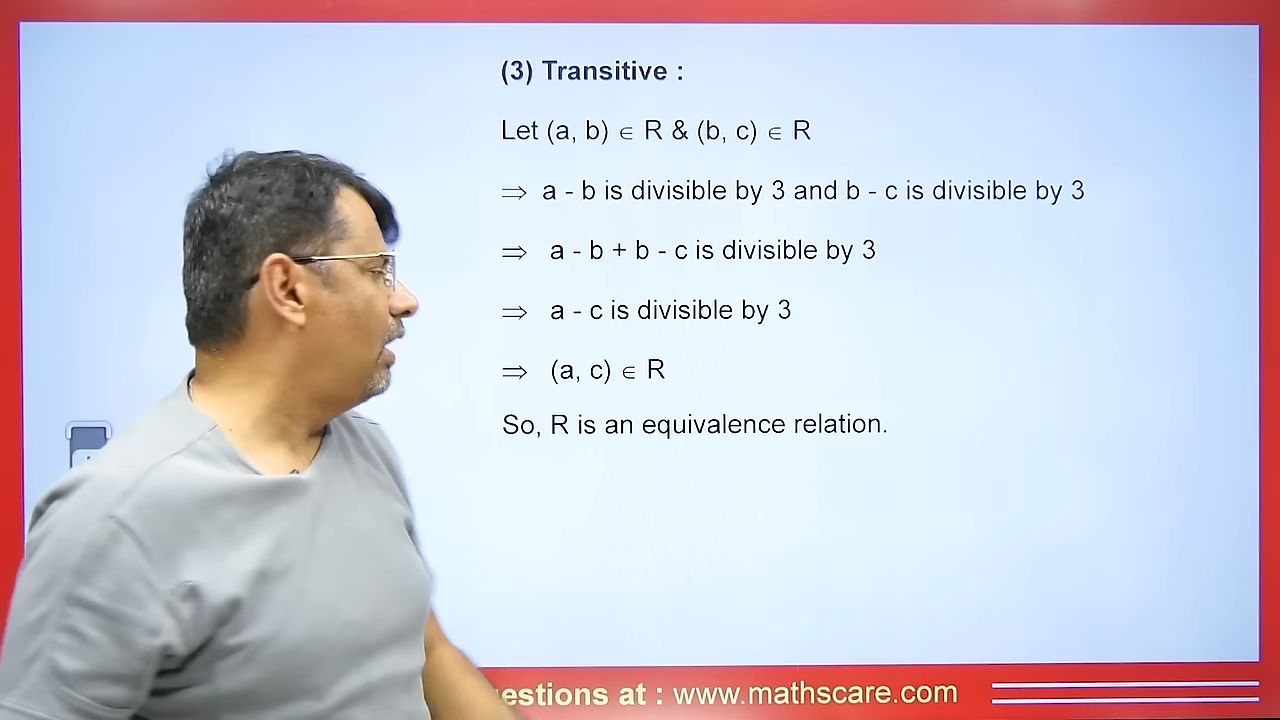 (3) Transitive :
Let (a, b) ∈ R & (b, c) ∈ R
⇒ a - b is divisible by 3 and b - c is divisible by 3
⇒ a - b + b - c is divisible by 3
⇒ a - c is divisible by 3
⇒ (a, c) ∈ R
So, R is an equivalence relation.
at : www.mathscare.com